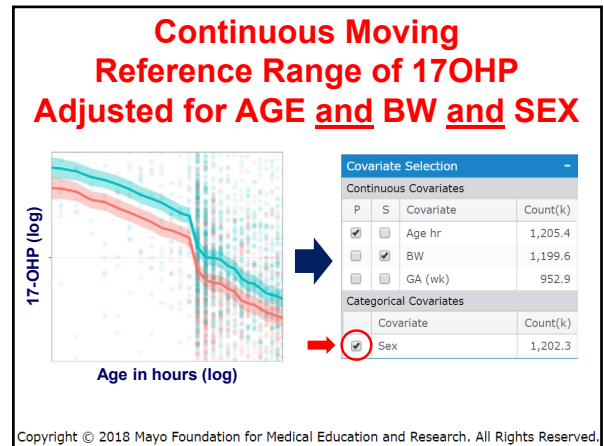 Continuous Moving
Reference Range of 17OHP
Adjusted for AGE and BW and SEX
17-OHP (log)
Age in hours (log)
Covariate Selection −
Continuous Covariates
P S Covariate Count(k)
Age hr 1,205.4
BW 1,199.6
GA (wk) 952.9
Categorical Covariates
Covariate Count(k)
Sex 1,202.3
Copyright © 2018 Mayo Foundation for Medical Education and Research. All Rights Reserved.